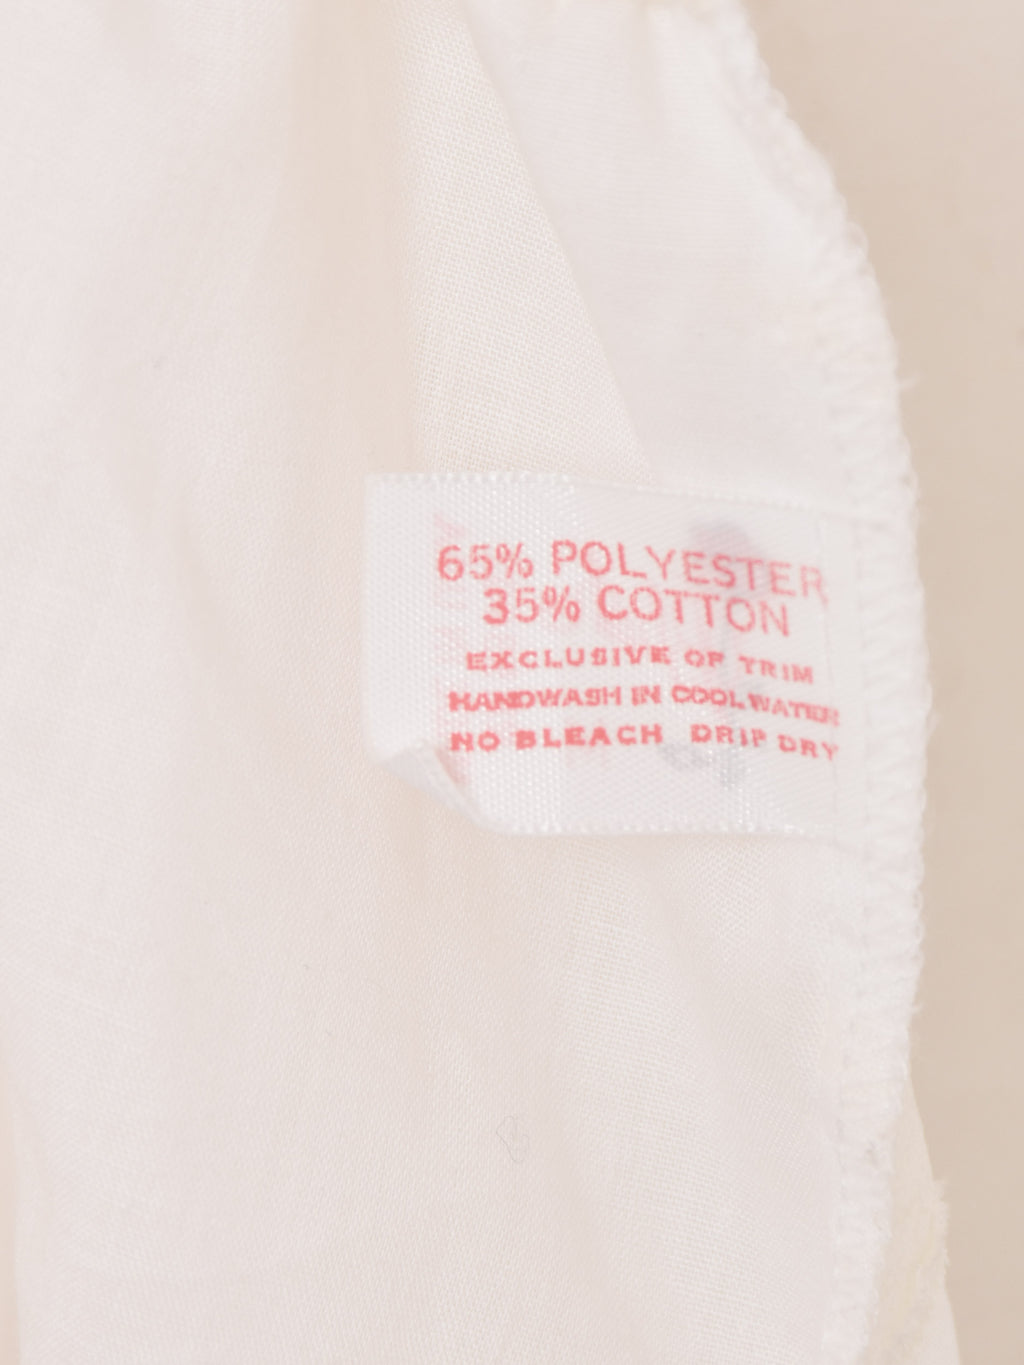 65% POLYESTER
35% COTTON
EXCLUSIVE OF TRIM
HANDWASH IN COOL WATER
NO BLEACH DRIP DRY